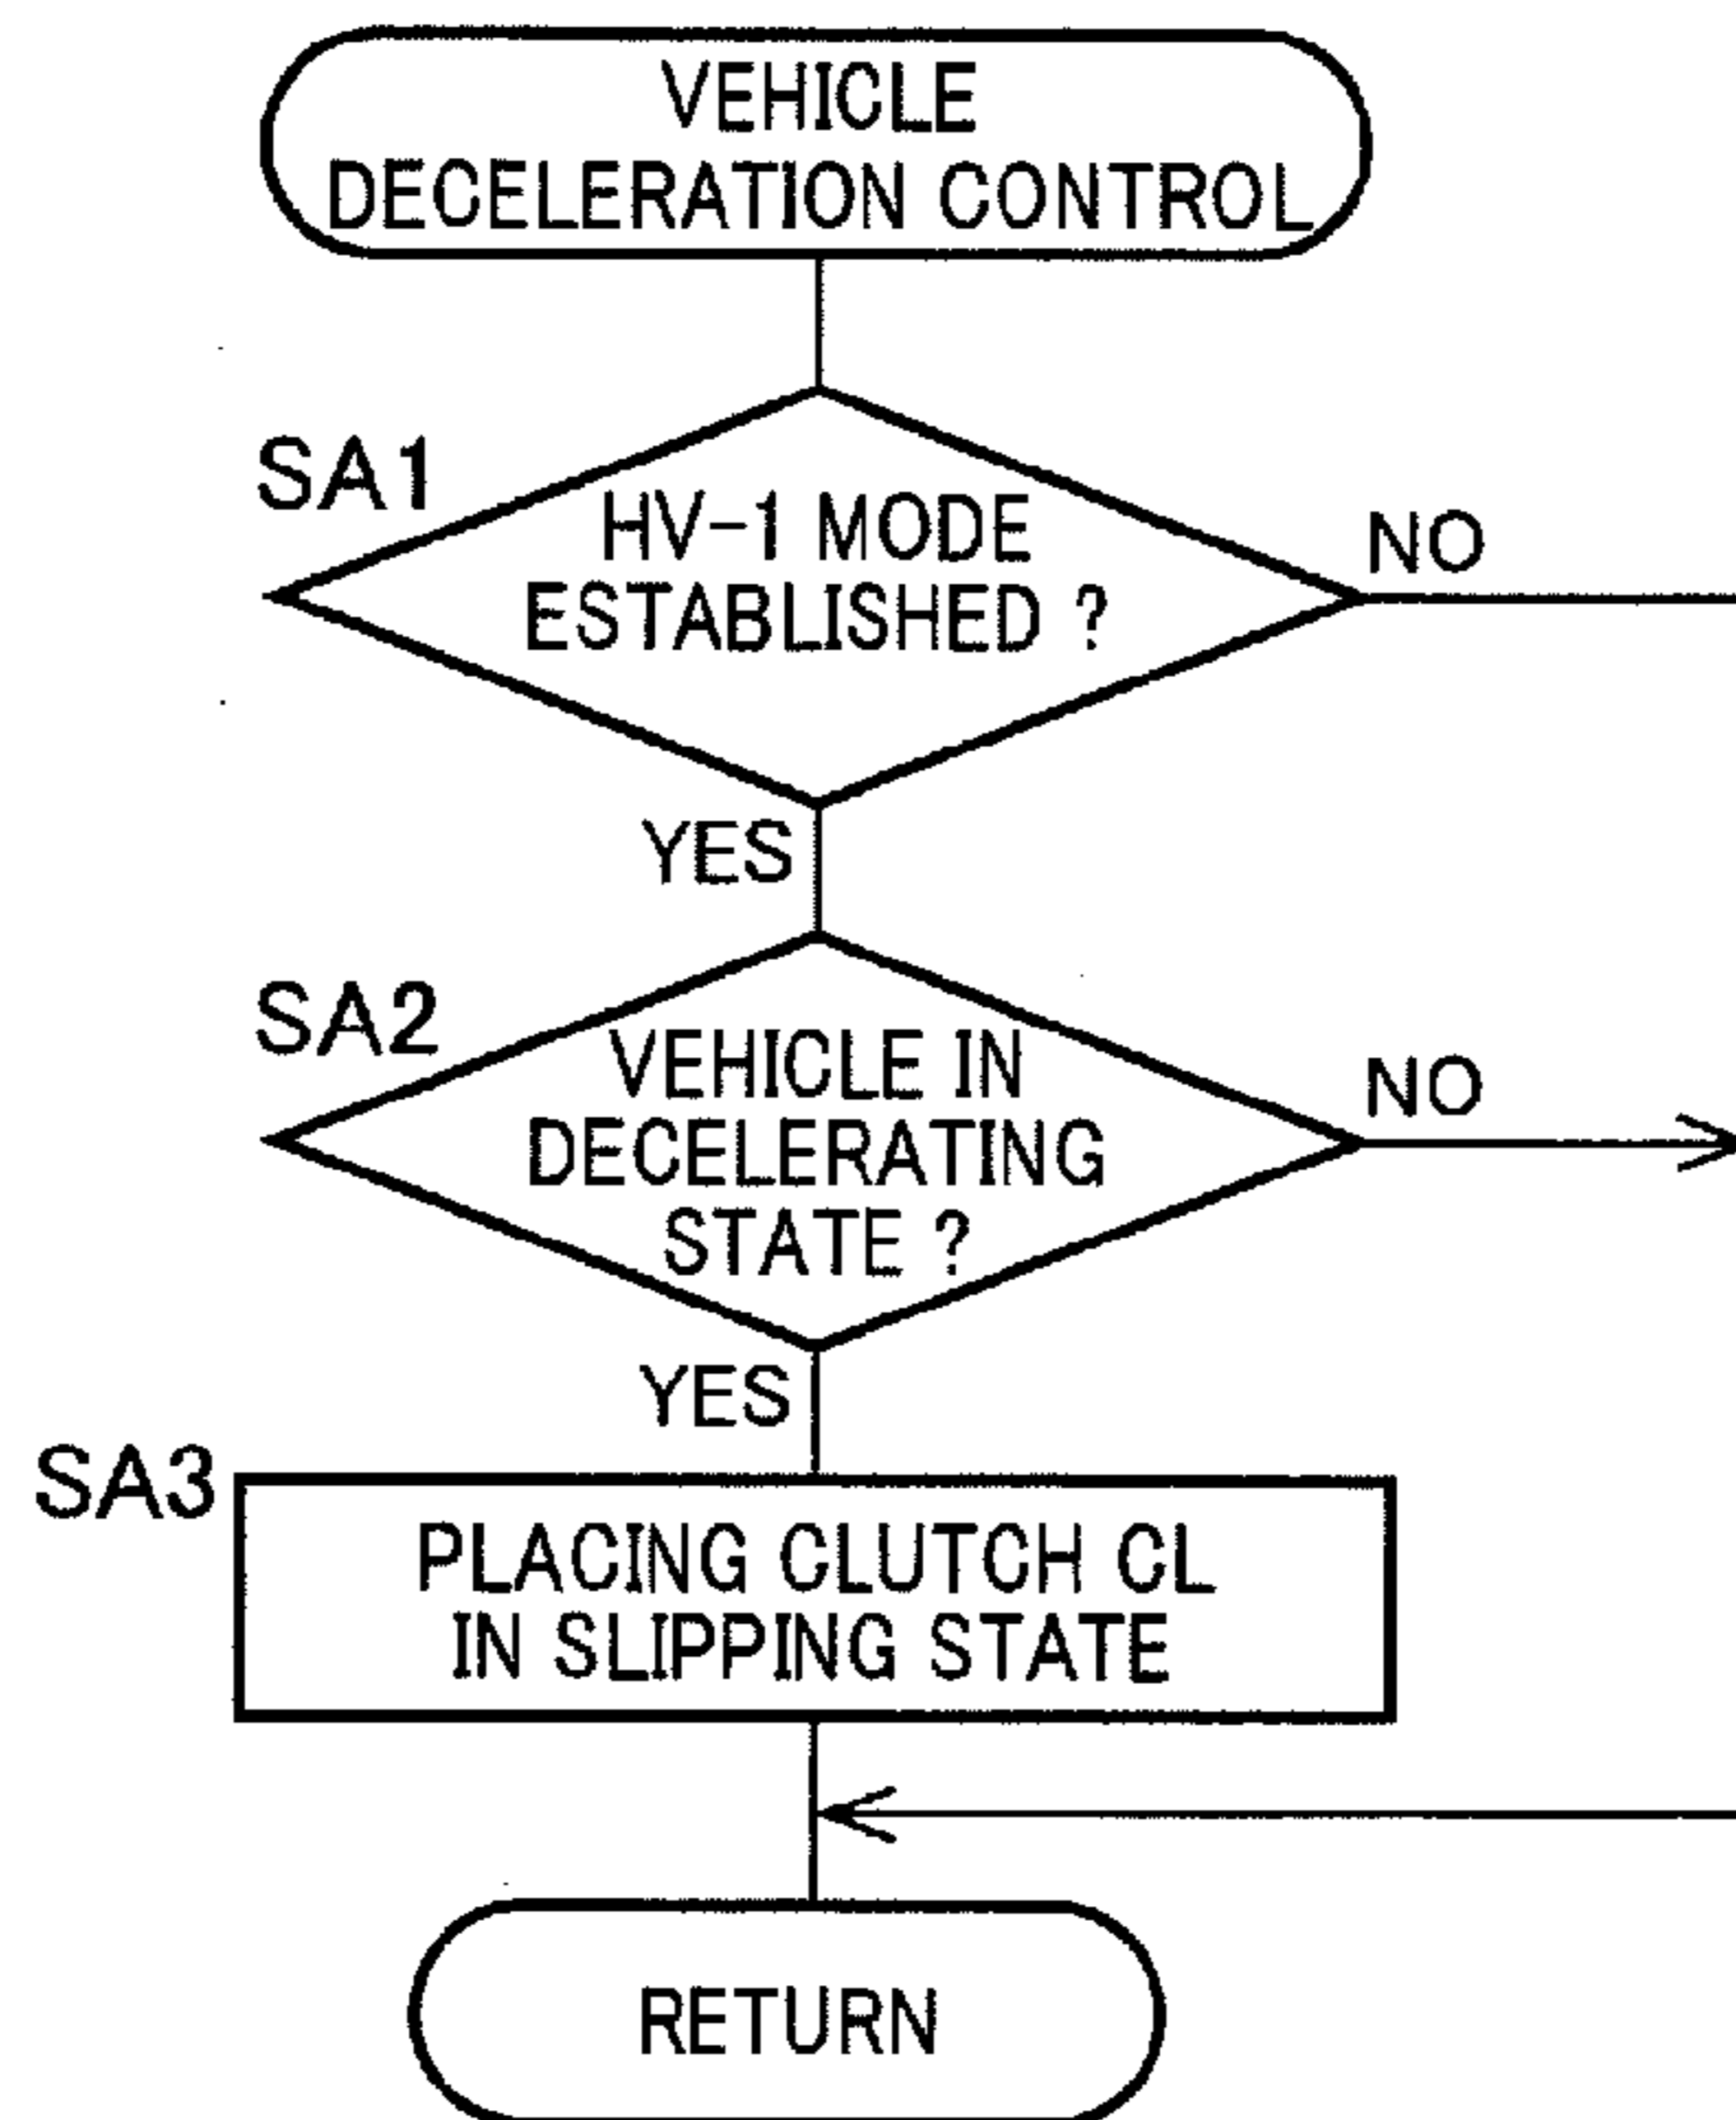 VEHICLE
DECELERATION CONTROL
SA1
HV-1 MODE
ESTABLISHED ?
NO
YES
SA2
VEHICLE IN
DECELERATING
STATE ?
NO
YES
SA3
PLACING CLUTCH CL
IN SLIPPING STATE
RETURN